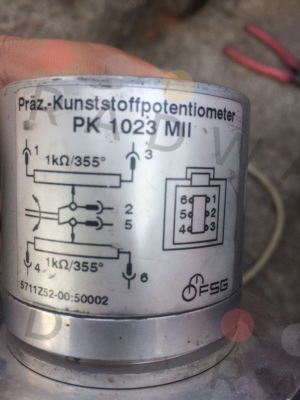 Präz.-Kunststoffpotentiometer
PK 1023 MII
1
1kΩ/355°
3
2
5
4
1kΩ/355°
6
6 1
5 2
4 3
5711Z52-00:50002
FSG